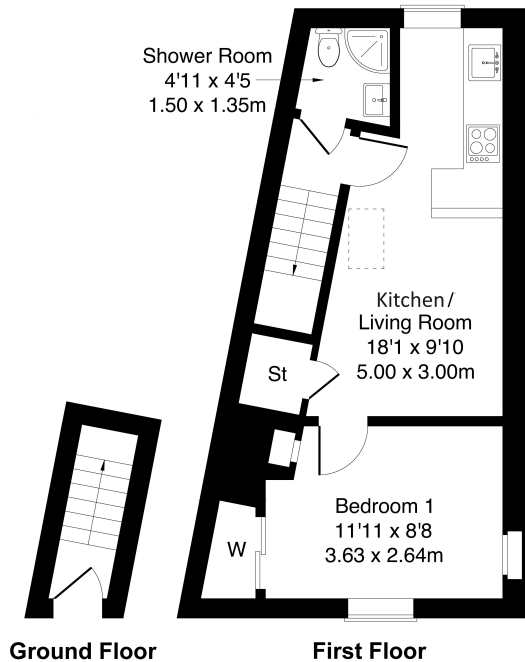 Shower Room
4'11 x 4'5
1.50 x 1.35m
Kitchen/
Living Room
18'1 x 9'10
5.00 x 3.00m
St
Bedroom 1
11'11 x 8'8
3.63 x 2.64m
W
Ground Floor
First Floor